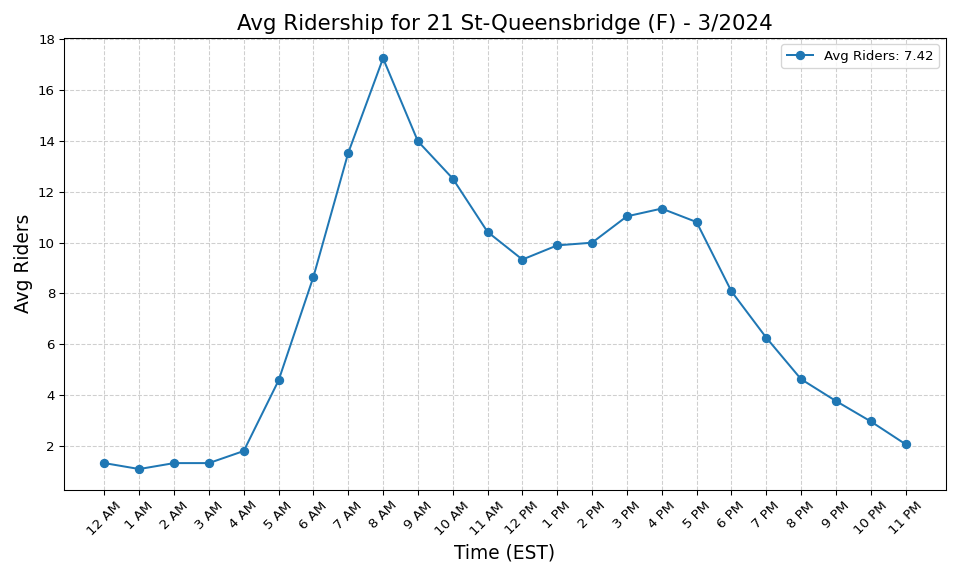 Avg Ridership for 21 St-Queensbridge (F) - 3/2024
Avg Riders: 7.42
18
16
14
12
10
8
6
4
2
Avg Riders
12 AM
1 AM
2 AM
3 AM
4 AM
5 AM
6 AM
7 AM
8 AM
9 AM
10 AM
11 AM
12 PM
1 PM
2 PM
3 PM
4 PM
5 PM
6 PM
7 PM
8 PM
9 PM
10 PM
11 PM
Time (EST)